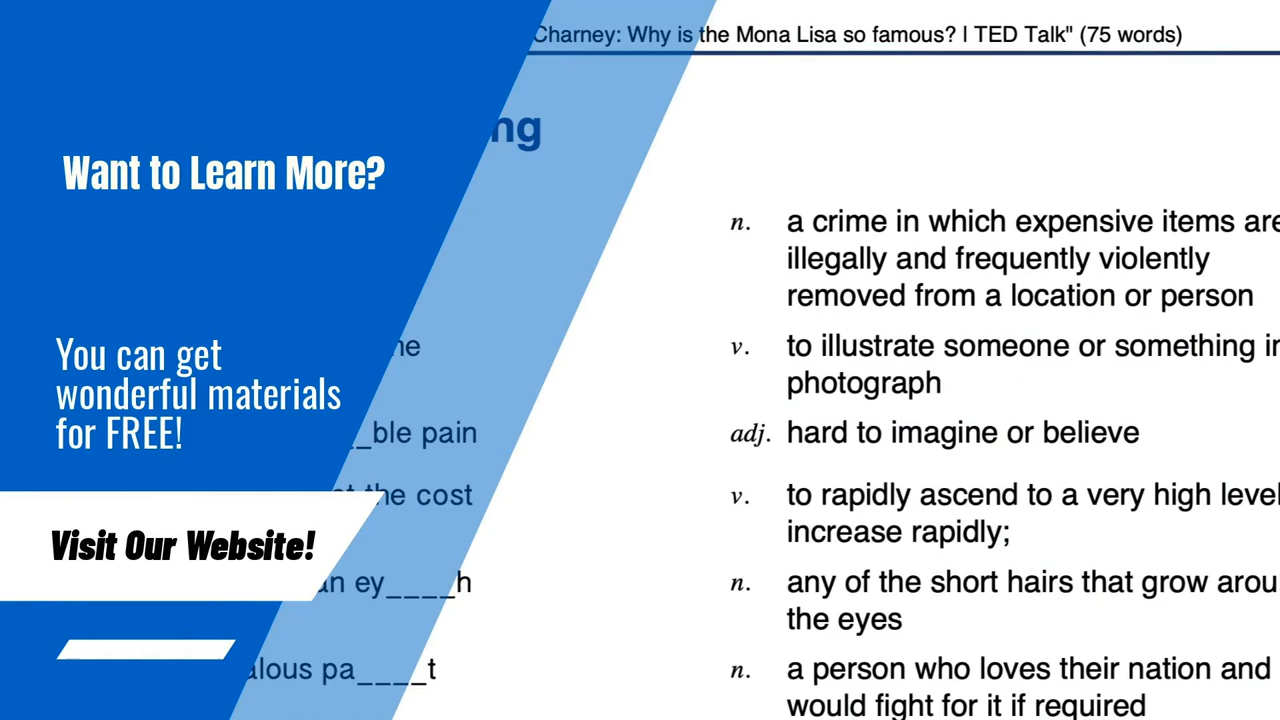 Charney: Why is the Mona Lisa so famous? | TED Talk" (75 words)
ng
Want to Learn More?
You can get
wonderful materials
for FREE!
Visit Our Website!
n. a crime in which expensive items are
illegally and frequently violently
removed from a location or person
he
v. to illustrate someone or something in
photograph
_ble pain
adj. hard to imagine or believe
the cost
v. to rapidly ascend to a very high level
increase rapidly;
an ey____h
n. any of the short hairs that grow arou
the eyes
alous pa____t
n. a person who loves their nation and
would fight for it if required